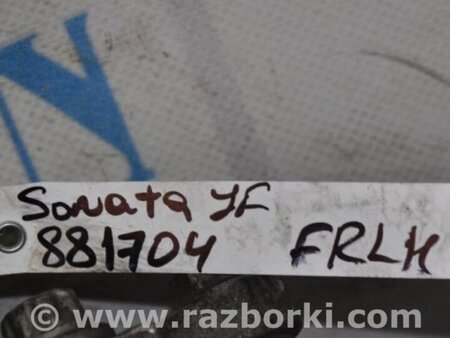 Sonata YF
881704 FRLH
www.razborki.com